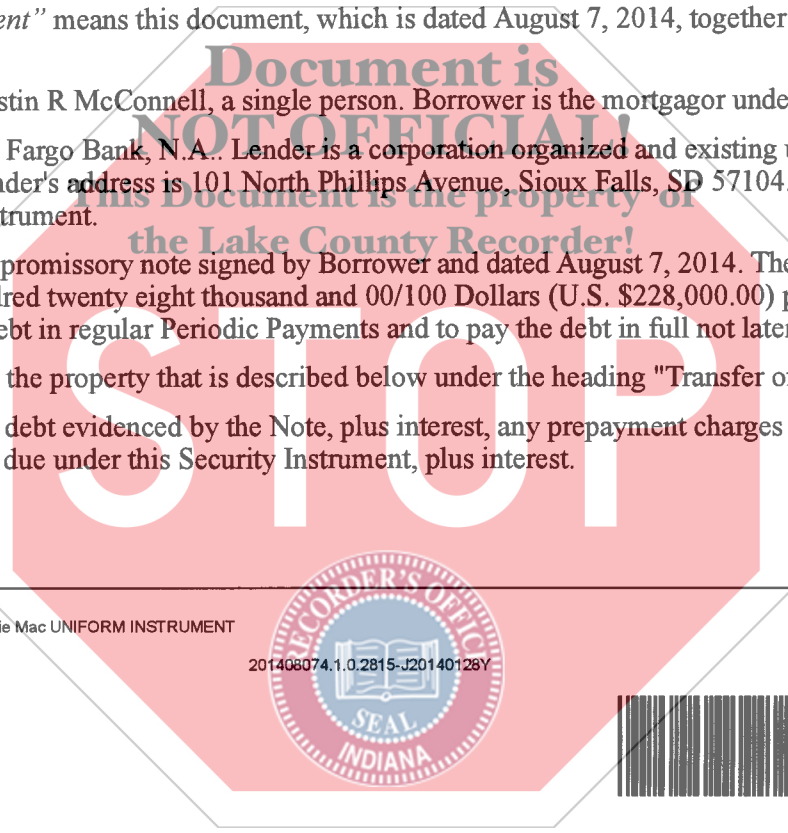 ent” means this document, which is dated August 7, 2014, together
Document is
stin R McConnell, a single person. Borrower is the mortgagor unde
NOT OFFICIAL!
Fargo Bank, N.A.. Lender is a corporation organized and existing u
nder's address is 101 North Phillips Avenue, Sioux Falls, SD 57104.
This Document is the property of
trument.
the Lake County Recorder!
promissory note signed by Borrower and dated August 7, 2014. The
dred twenty eight thousand and 00/100 Dollars (U.S. $228,000.00) p
ebt in regular Periodic Payments and to pay the debt in full not later
the property that is described below under the heading "Transfer of
debt evidenced by the Note, plus interest, any prepayment charges
due under this Security Instrument, plus interest.
STOP
ie Mac UNIFORM INSTRUMENT
201408074.1.0.2815-J20140128Y
RECORDER'S OFFICE
SEAL
INDIANA